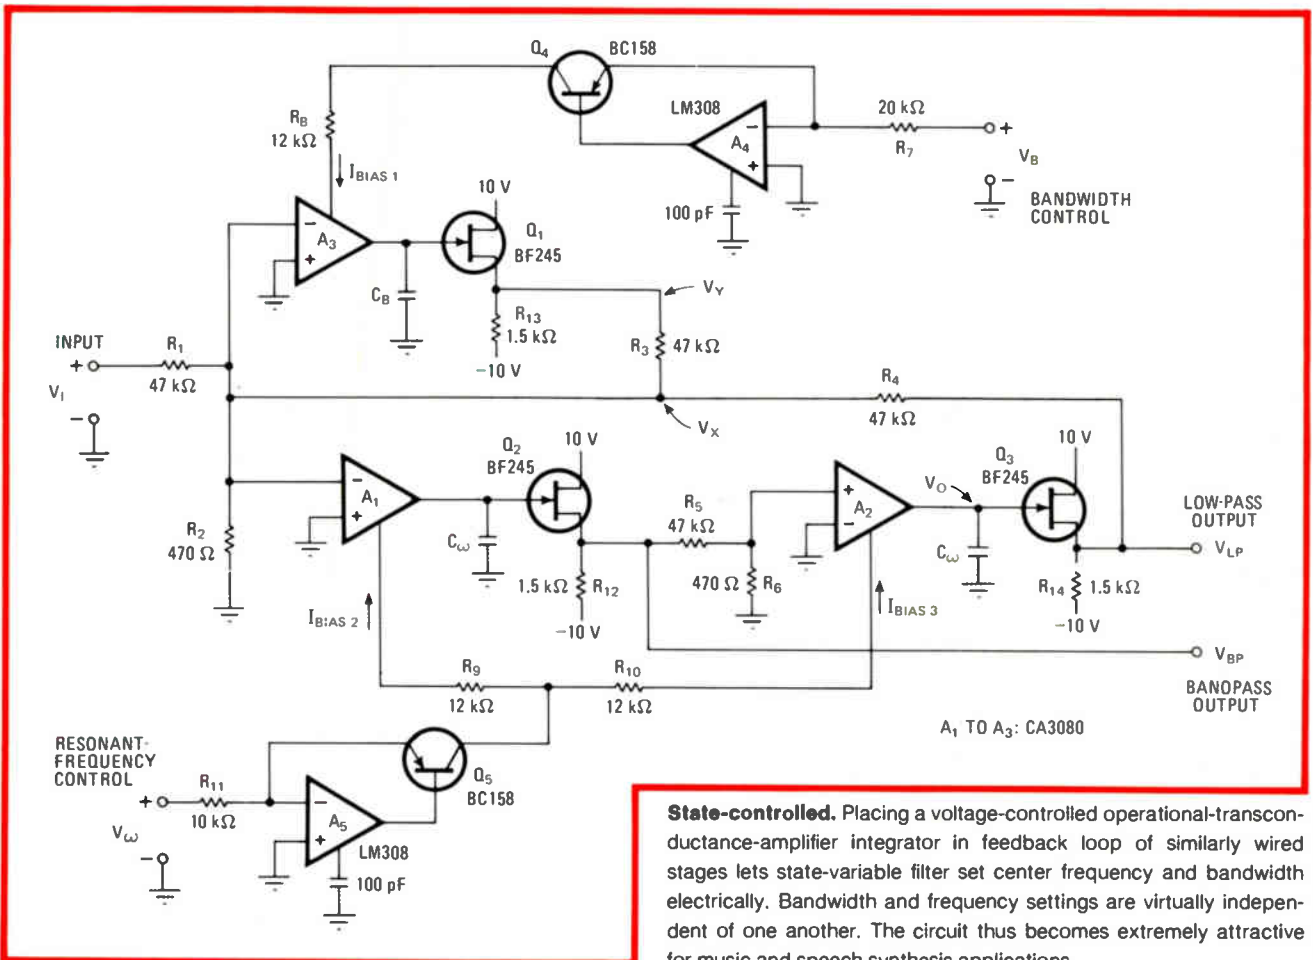 Q4
BC158
LM308
20 kΩ
RB
12 kΩ
A4
R7
+
VB
−
IBIAS 1
10 V
100 pF
BANDWIDTH
CONTROL
A3
Q1
BF245
CB
VY
INPUT
R1
R13
1.5 kΩ
R3
47 kΩ
R4
+
VI
47 kΩ
−10 V
47 kΩ
−
VX
Q2
10 V
10 V
BF245
Q3
VO
BF245
LOW-PASS
OUTPUT
A1
R5
47 kΩ
A2
R2
470 Ω
Cω
Cω
VLP
1.5 kΩ
R12
470 Ω
R6
R14
1.5 kΩ
IBIAS 2
IBIAS 3
−10 V
−10 V
VBP
R9
R10
BANOPASS
OUTPUT
12 kΩ
12 kΩ
A1 TO A3: CA3080
RESONANT-
FREQUENCY
CONTROL
R11
Q5
BC158
+
10 kΩ
A5
Vω
LM308
−
100 pF
State-controlled. Placing a voltage-controlled operational-transcon-
ductance-amplifier integrator in feedback loop of similarly wired
stages lets state-variable filter set center frequency and bandwidth
electrically. Bandwidth and frequency settings are virtually indepen-
dent of one another. The circuit thus becomes extremely attractive
for music and speech synthesis applications.